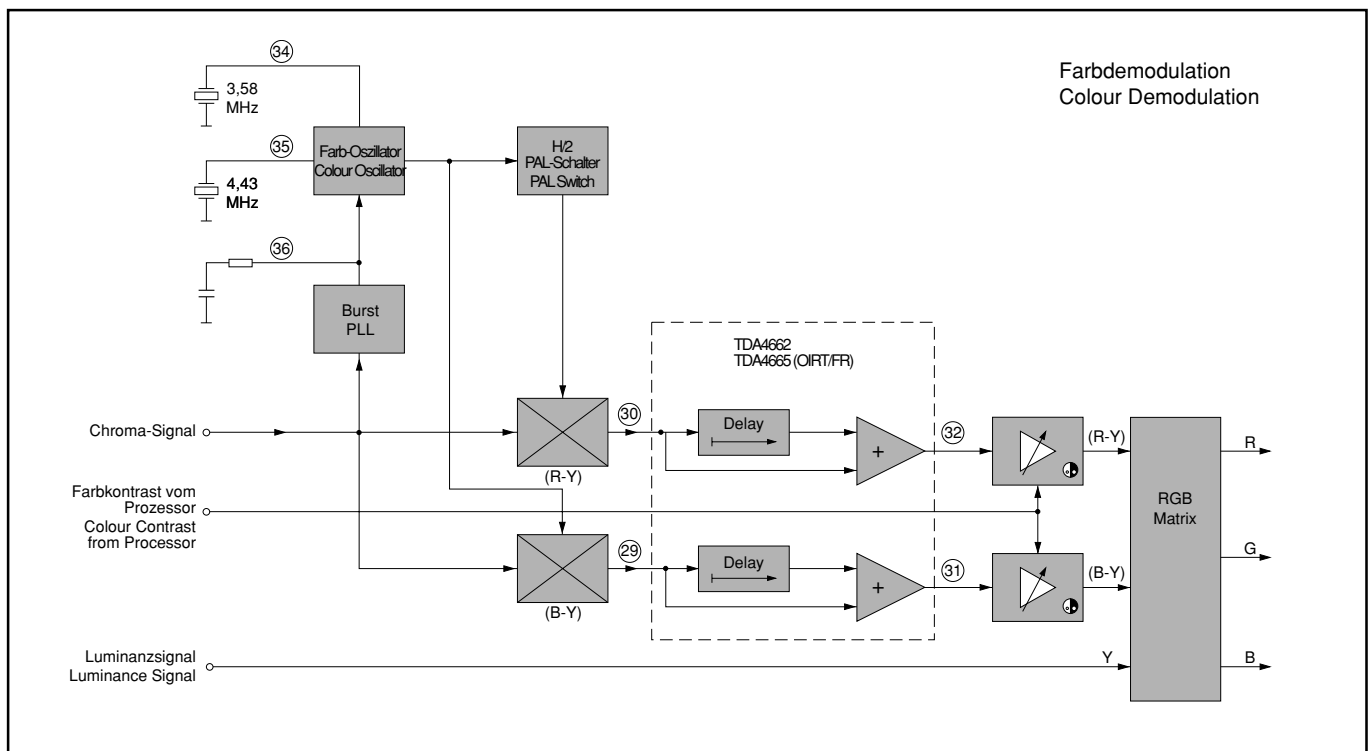 34
3,58
MHz
Farbdemodulation
Colour Demodulation
35
Farb-Oszillator
Colour Oscillator
H/2
PAL-Schalter
PAL Switch
4,43
MHz
36
Burst
PLL
TDA4662
TDA4665 (OIRT/FR)
Chroma-Signal
30
Delay
+
32
(R-Y)
(R-Y)
R
Farbkontrast vom
Prozessor
Colour Contrast
from Processor
RGB
Matrix
G
29
Delay
+
31
(B-Y)
(B-Y)
Luminanzsignal
Luminance Signal
Y
B